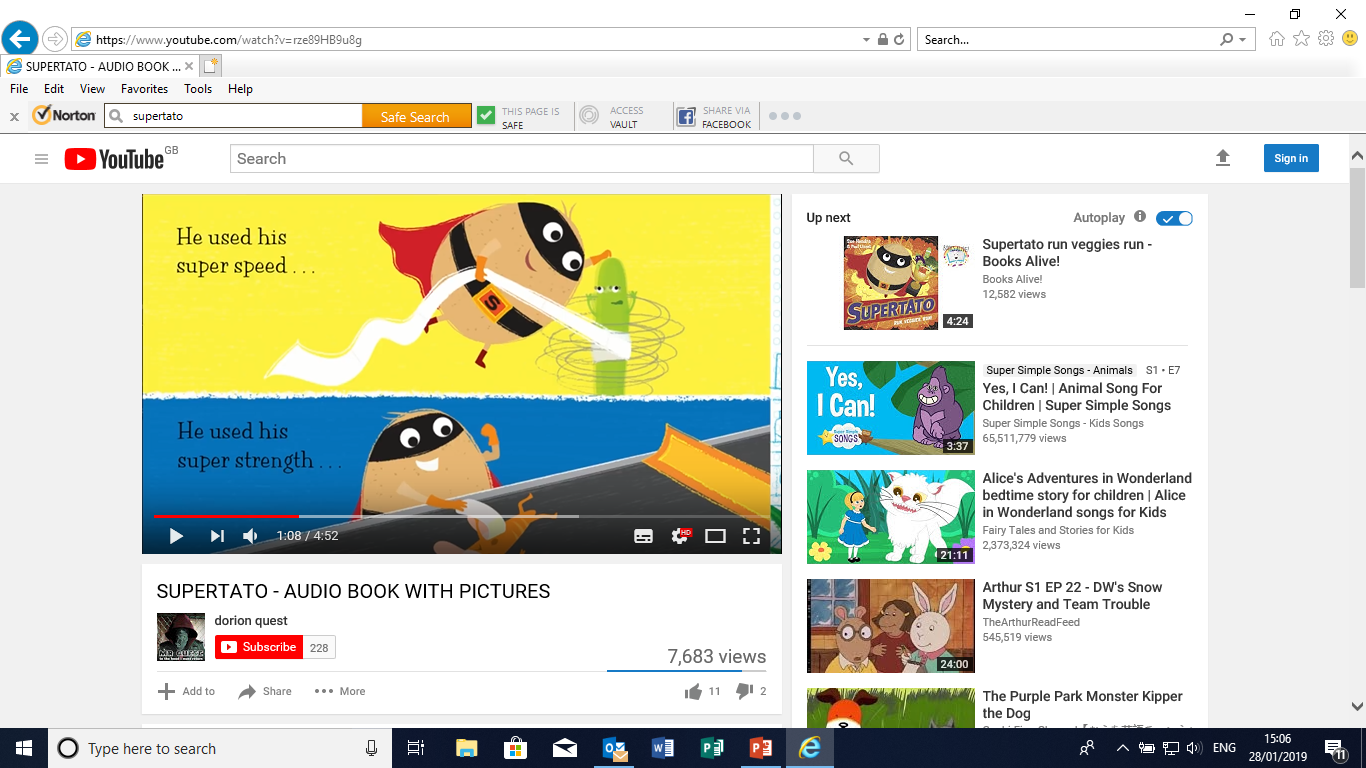 https://www.youtube.com/watch?v=rze89HB9u8g
Search...
SUPERTATO - AUDIO BOOK ...
File Edit View Favorites Tools Help
Norton
supertato
Safe Search
THIS PAGE IS
SAFE
ACCESS
VAULT
SHARE VIA
FACEBOOK
YouTube GB
Search
Sign in
He used his
super speed . . .
S
He used his
super strength . . .
1:08 / 4:52
HD
SUPERTATO - AUDIO BOOK WITH PICTURES
dorion quest
Subscribe 228
7,683 views
Add to Share More
11 2
Up next
Autoplay
SUPERTATO
4:24
Supertato run veggies run -
Books Alive!
Books Alive!
12,582 views
Yes,
I Can!
Super Simple
SONGS
3:37
Super Simple Songs - Animals S1 • E7
Yes, I Can! | Animal Song For
Children | Super Simple Songs
Super Simple Songs - Kids Songs
65,511,779 views
21:11
Alice's Adventures in Wonderland
bedtime story for children | Alice
in Wonderland songs for Kids
Fairy Tales and Stories for Kids
2,373,324 views
24:00
Arthur S1 EP 22 - DW's Snow
Mystery and Team Trouble
TheArthurReadFeed
545,519 views
The Purple Park Monster Kipper
the Dog
Type here to search
ENG
15:06
28/01/2019
11